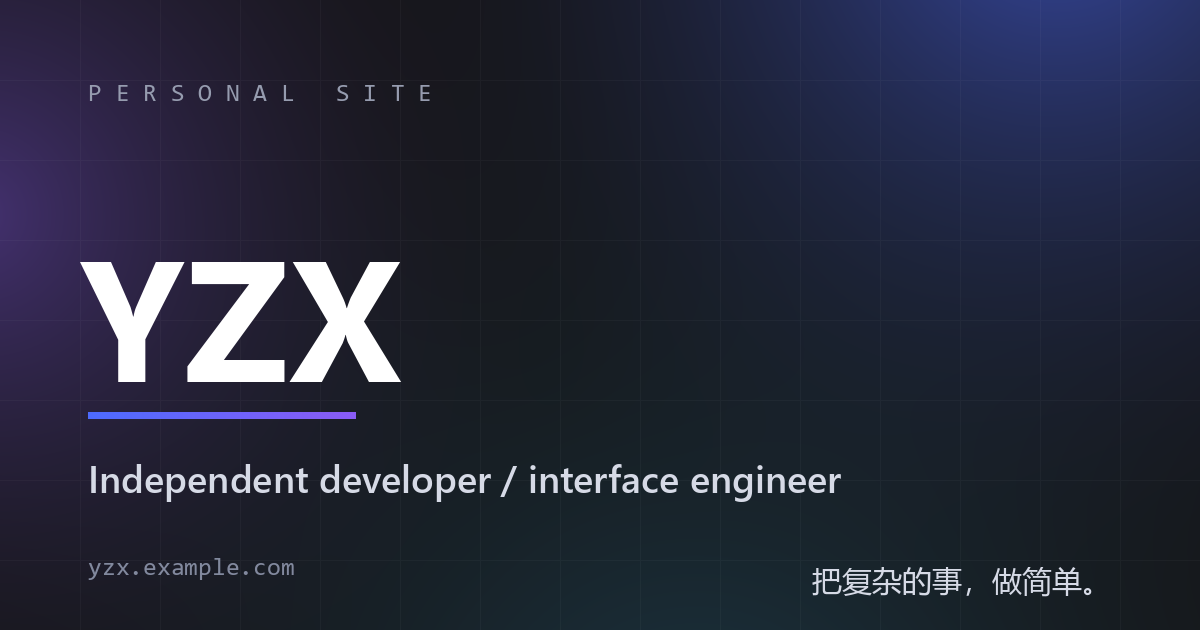 PERSONAL SITE
YZX
Independent developer / interface engineer
yzx.example.com
把复杂的事，做简单。